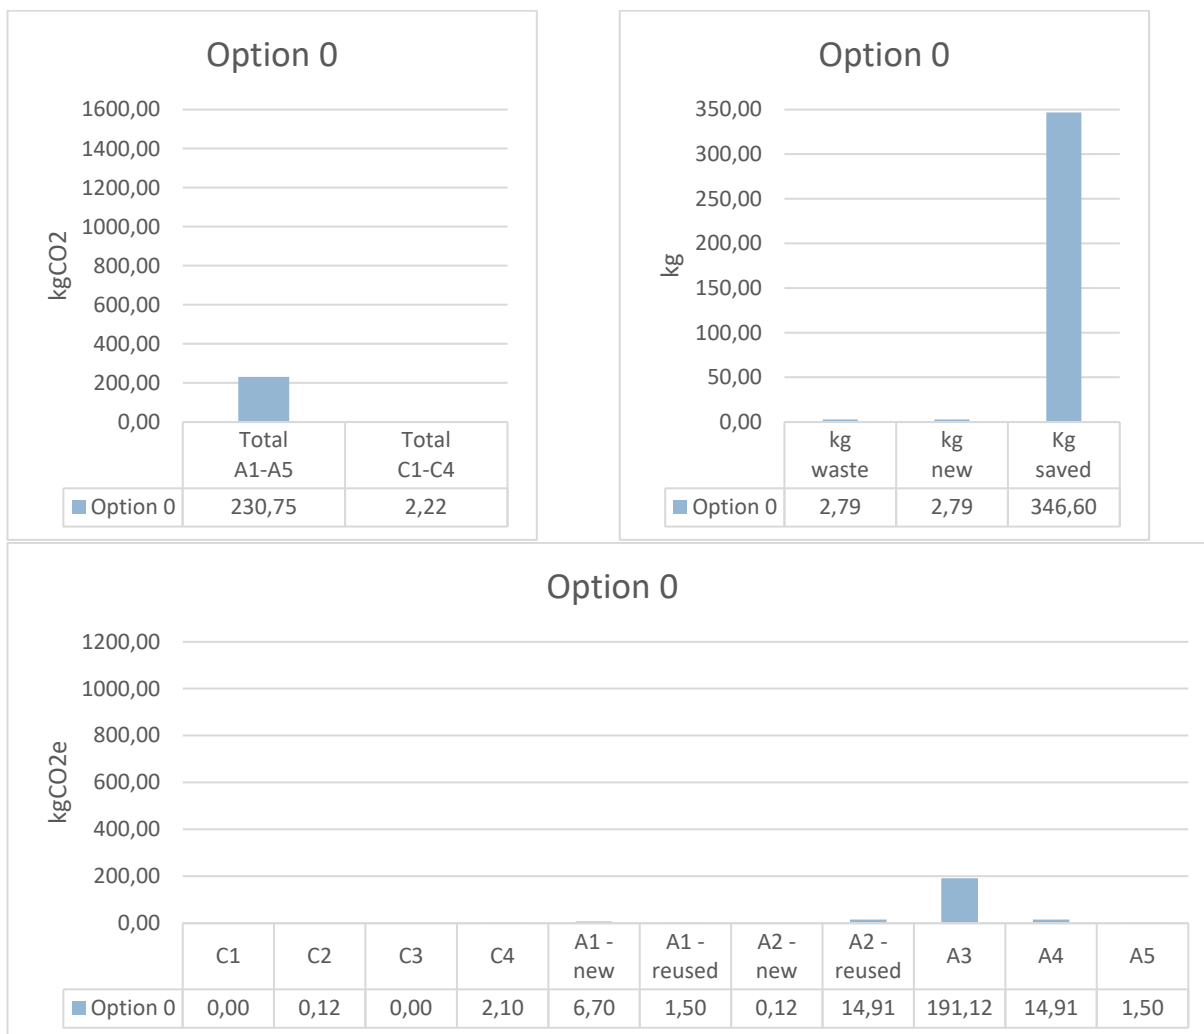 Option 0
1600,00
1400,00
1200,00
1000,00
800,00
600,00
400,00
200,00
0,00
kgCO2
Total A1-A5 Total C1-C4
Option 0 230,75 2,22
Option 0
350,00
300,00
250,00
200,00
150,00
100,00
50,00
0,00
kg
kg waste kg new Kg saved
Option 0 2,79 2,79 346,60
Option 0
1200,00
1000,00
800,00
600,00
400,00
200,00
0,00
kgCO2e
C1 C2 C3 C4 A1 - new A1 - reused A2 - new A2 - reused A3 A4 A5
Option 0 0,00 0,12 0,00 2,10 6,70 1,50 0,12 14,91 191,12 14,91 1,50